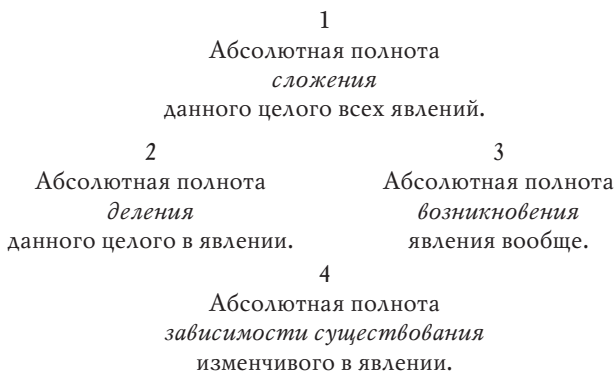 1
Абсолютная полнота
сложения
данного целого всех явлений.
2
Абсолютная полнота
деления
данного целого в явлении.
3
Абсолютная полнота
возникновения
явления вообще.
4
Абсолютная полнота
зависимости существования
изменчивого в явлении.